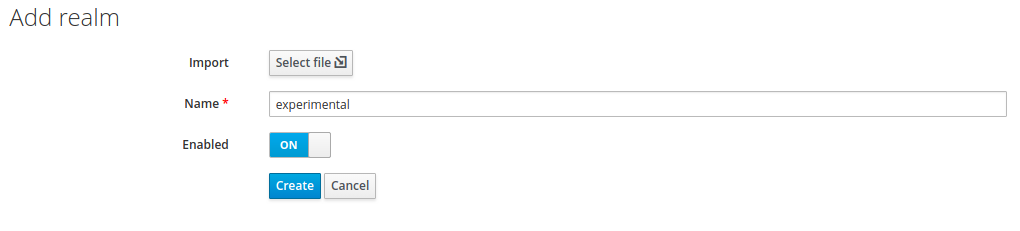 Add realm
Import Select file
Name * experimental
Enabled ON
Create Cancel